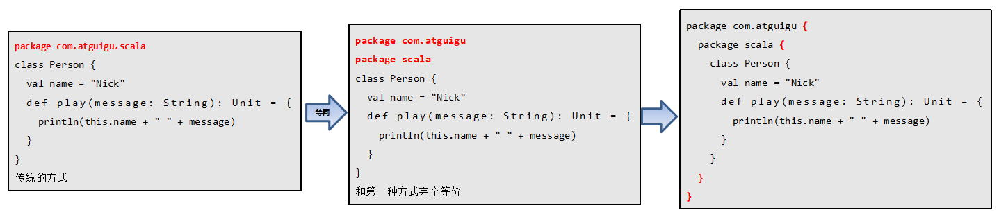 package com.atguigu.scala
class Person {
val name = "Nick"
def play(message: String): Unit = {
println(this.name + " " + message)
}
}
传统的方式
等同
package com.atguigu
package scala
class Person {
val name = "Nick"
def play(message: String): Unit = {
println(this.name + " " + message)
}
}
和第一种方式完全等价
package com.atguigu {
package scala {
class Person {
val name = "Nick"
def play(message: String): Unit = {
println(this.name + " " + message)
}
}
}
}